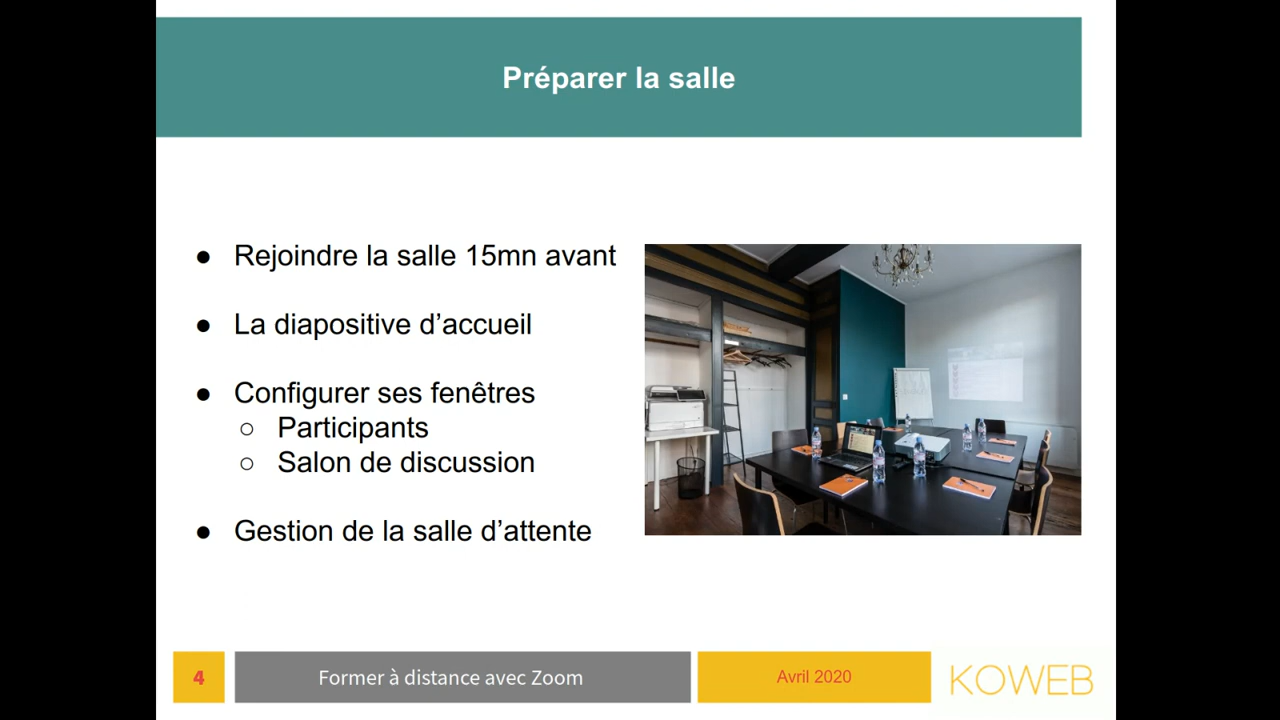 Préparer la salle
● Rejoindre la salle 15mn avant
● La diapositive d’accueil
● Configurer ses fenêtres
○ Participants
○ Salon de discussion
● Gestion de la salle d’attente
4
Former à distance avec Zoom
Avril 2020
KOWEB